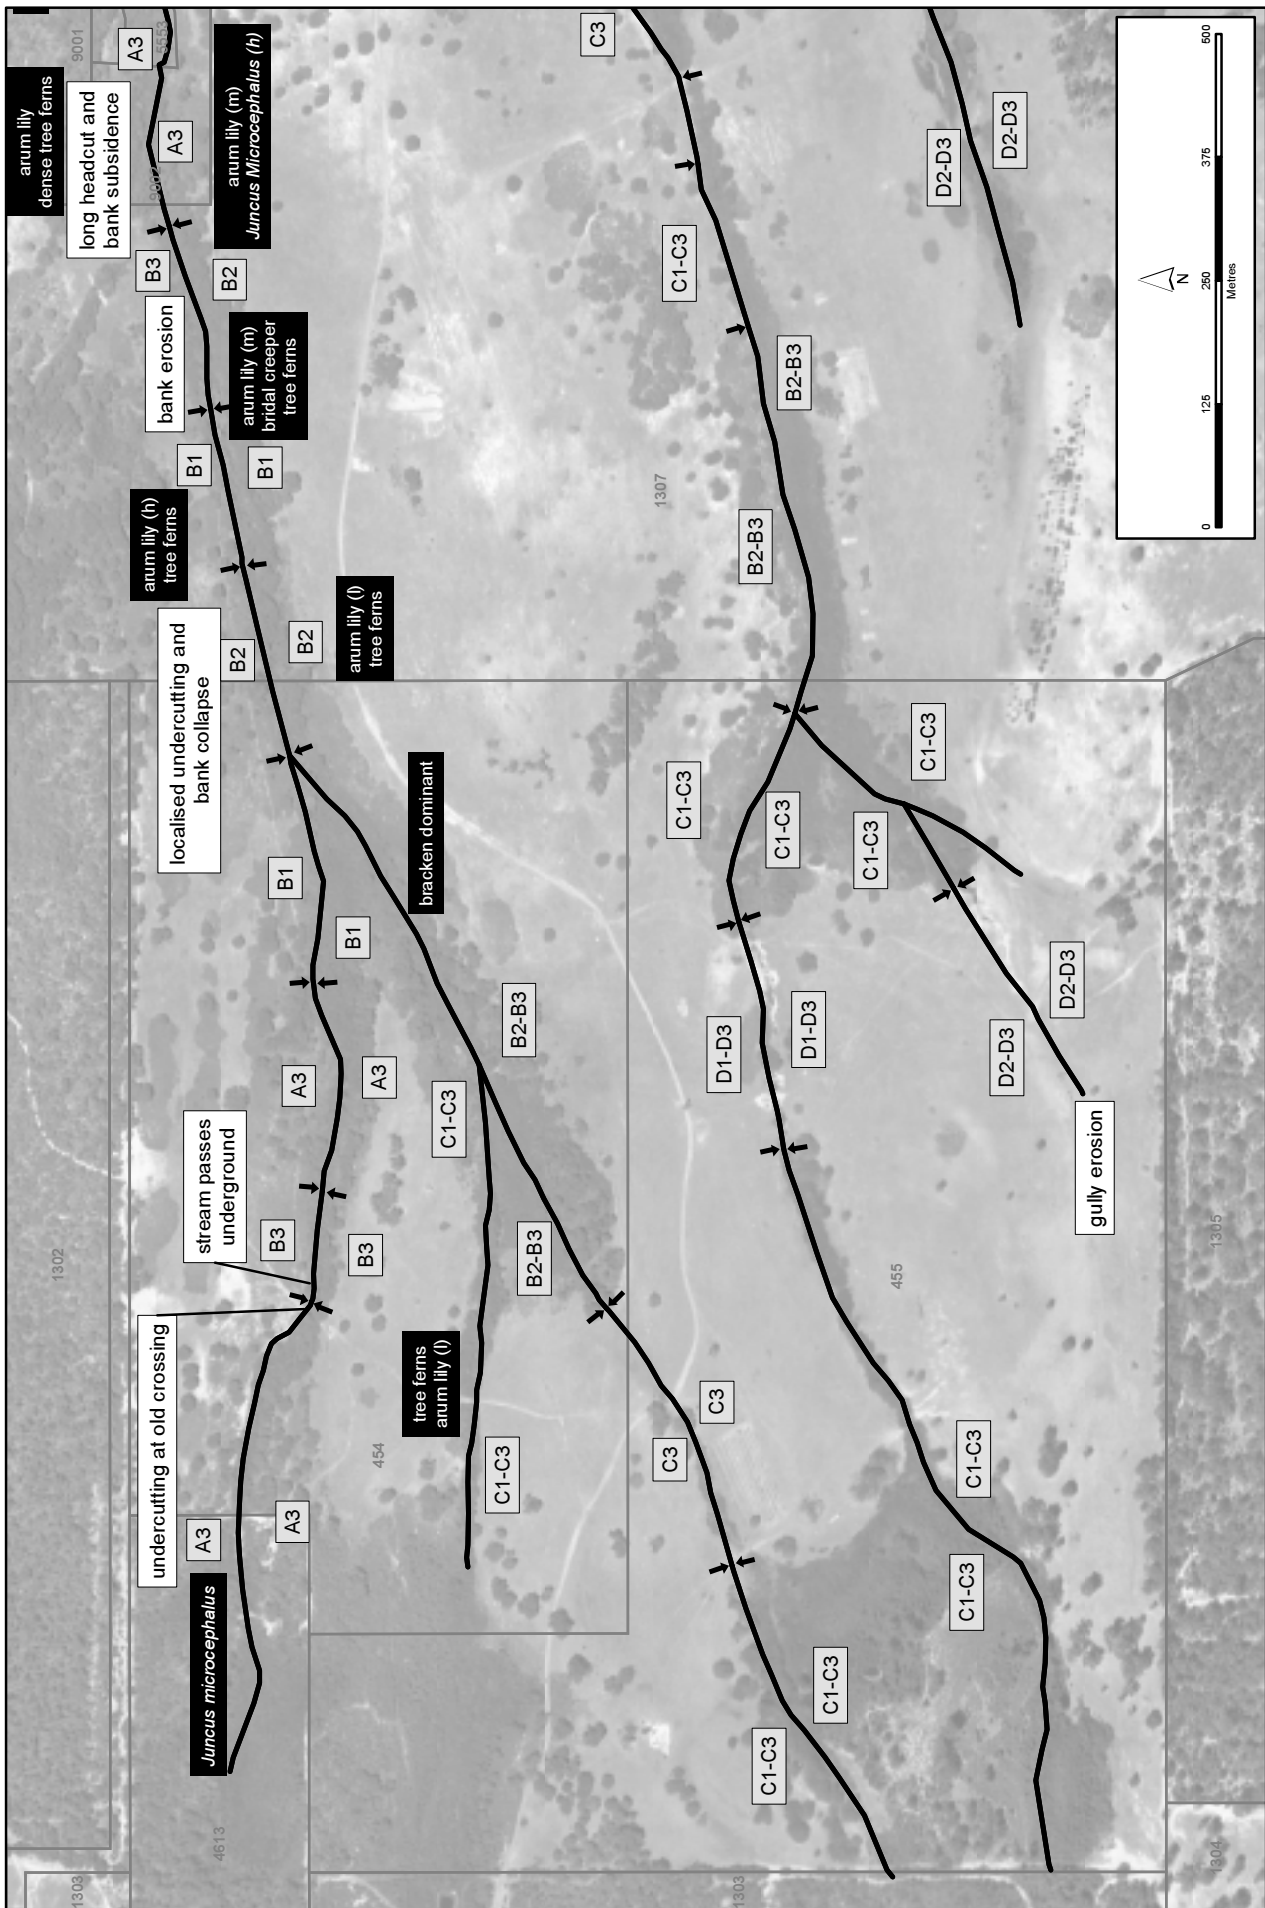 arum lily
dense tree ferns
9001
A3
5553
long headcut and
bank subsidence
A3
9002
arum lily (m)
Juncus Microcephalus (h)
B3
B2
bank erosion
arum lily (m)
bridal creeper
tree ferns
B1
B1
arum lily (h)
tree ferns
localised undercutting and
bank collapse
B2
B2
arum lily (l)
tree ferns
bracken dominant
B1
B1
A3
A3
stream passes
underground
B3
B3
undercutting at old crossing
A3
A3
Juncus microcephalus
1302
4613
1303
454
B2-B3
C1-C3
B2-B3
tree ferns
arum lily (l)
C1-C3
C3
C3
C1-C3
C1-C3
1303
C3
C1-C3
B2-B3
B2-B3
1307
C1-C3
C1-C3
C1-C3
C1-C3
D1-D3
D1-D3
D2-D3
D2-D3
gully erosion
455
C1-C3
C1-C3
1305
1304
D2-D3
D2-D3
N
0
125
250
375
500
Metres